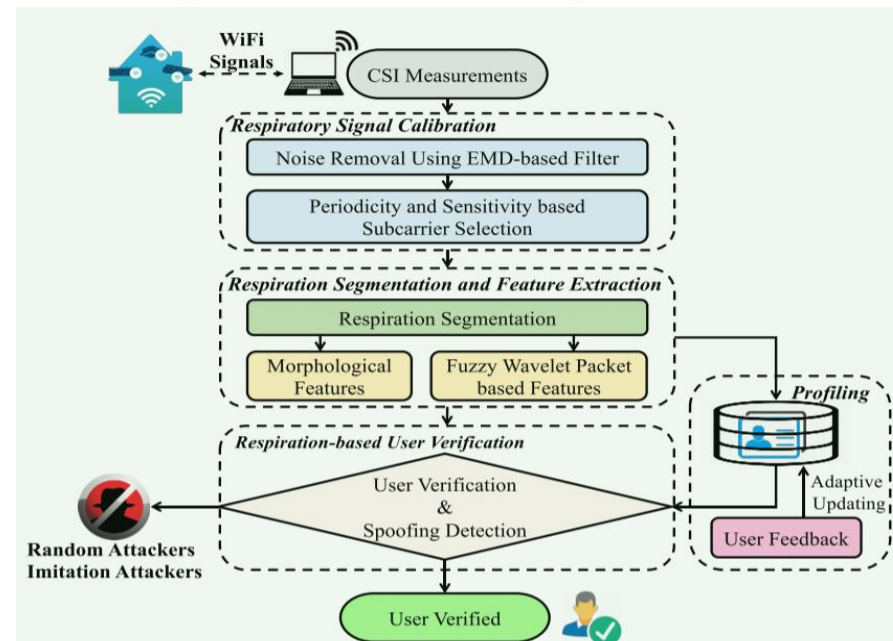 WiFi
Signals
CSI Measurements
Respiratory Signal Calibration
Noise Removal Using EMD-based Filter
Periodicity and Sensitivity based
Subcarrier Selection
Respiration Segmentation and Feature Extraction
Respiration Segmentation
Morphological
Features
Fuzzy Wavelet Packet
based Features
Profiling
Adaptive
Updating
User Feedback
Respiration-based User Verification
User Verification
&
Spoofing Detection
Random Attackers
Imitation Attackers
User Verified